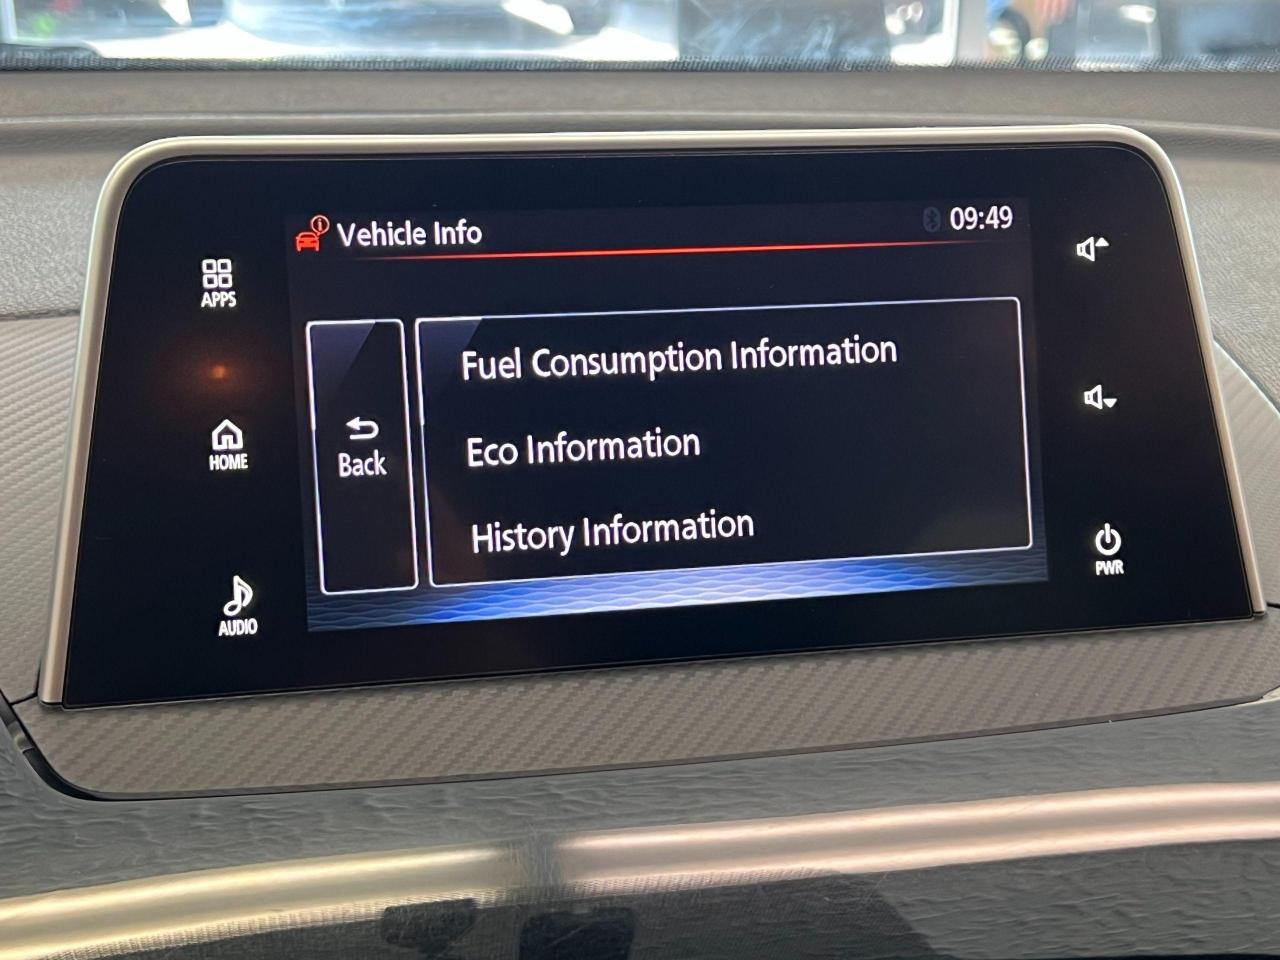 Vehicle Info
09:49
APPS
HOME
AUDIO
Back
Fuel Consumption Information
Eco Information
History Information
PWR